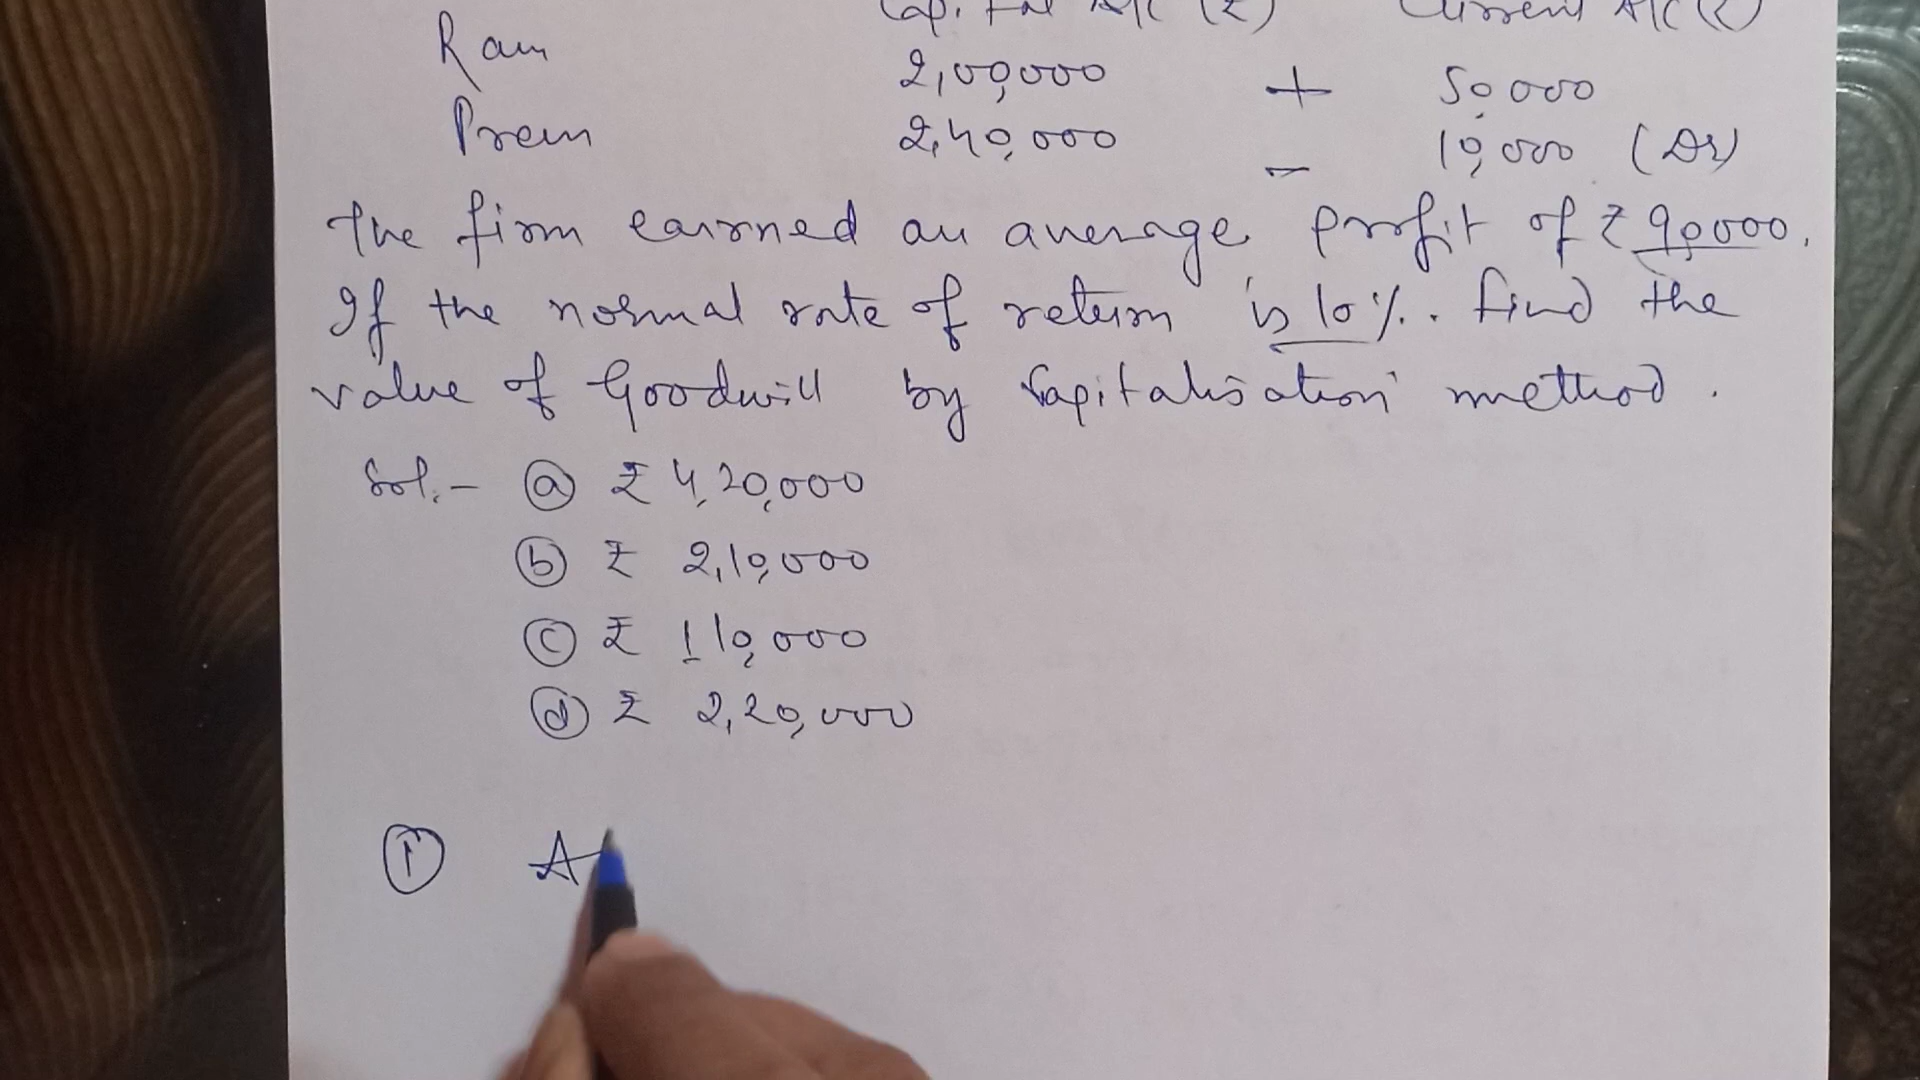 Capital A/C (₹) Current A/C (₹)
Ram 2,00,000 + 50,000
Prem 2,40,000 - 10,000 (Dr)
The firm earned an average profit of ₹ 90,000.
If the normal rate of return is 10%. find the
value of Goodwill by Capitalisation method.
Sol:- (a) ₹ 4,20,000
(b) ₹ 2,10,000
(c) ₹ 1,10,000
(d) ₹ 2,20,000
(1) A